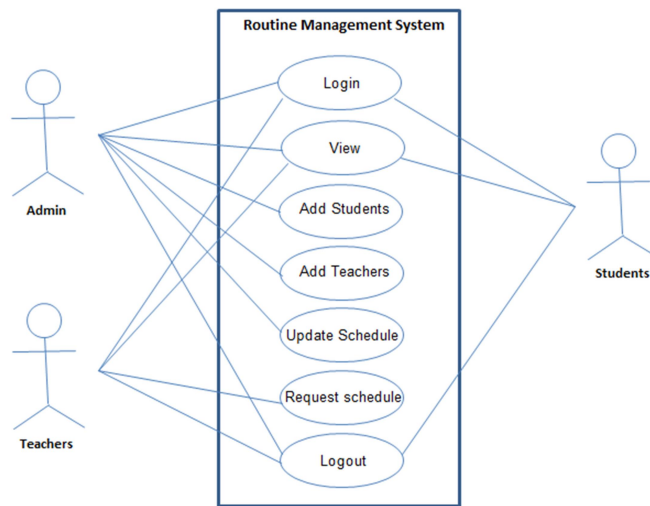 Routine Management System
Login
View
Add Students
Add Teachers
Update Schedule
Request schedule
Logout
Admin
Teachers
Students